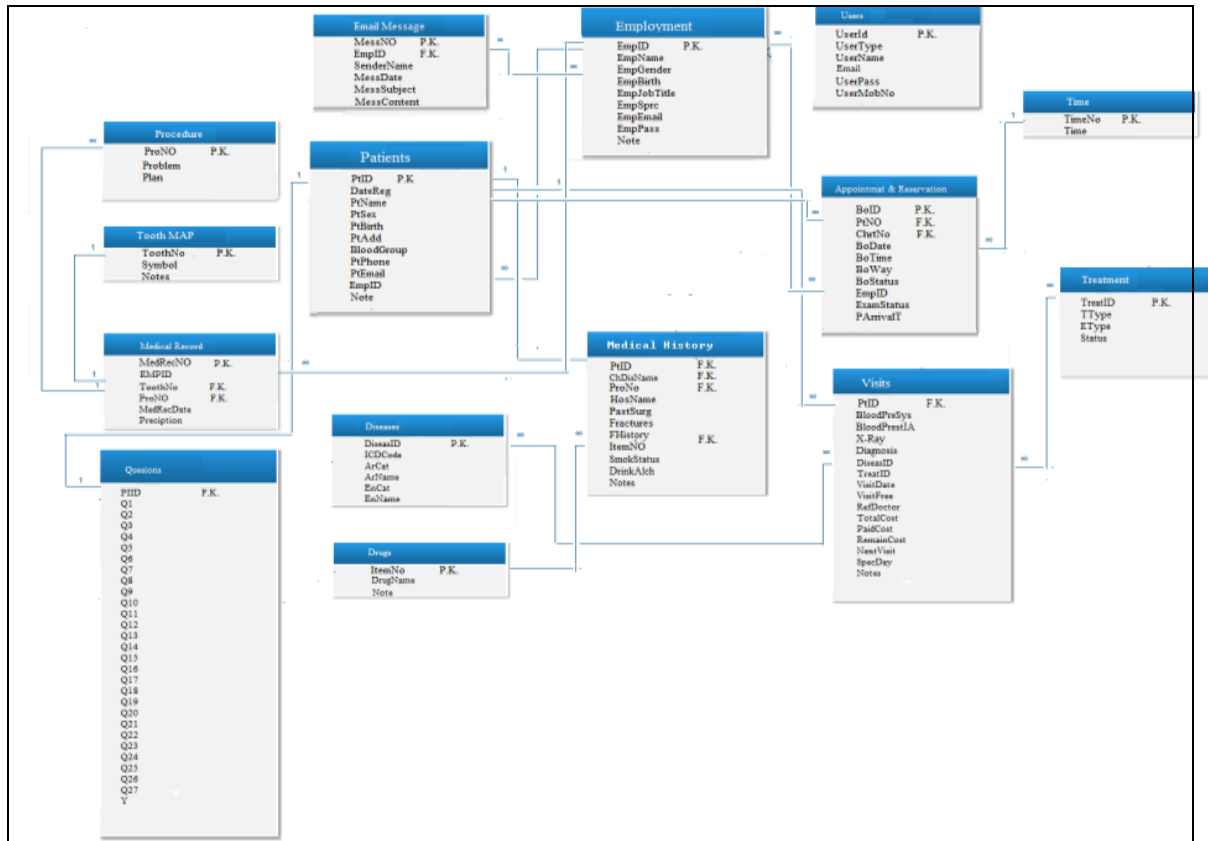 Email Message
MessNO P.K.
EmpID F.K.
SenderName
MessDate
MessSubject
MessContent
Employment
EmpID P.K.
EmpName
EmpGender
EmpBirth
EmpJobTitle
EmpSprc
EmpEmail
EmpPass
Note
Users
UserId P.K.
UserType
UserName
Email
UserPass
UserMobNo
Time
TimeNo P.K.
Time
Procedure
ProNO P.K.
Problem
Plan
Patients
PtID P.K
DateReg
PtName
PtSex
PtBirth
PtAdd
BloodGroup
PtPhone
PtEmail
EmpID
Note
Appointmat & Reservation
BoID P.K.
PtNO F.K.
ChrtNo F.K.
BoDate
BoTime
BoWay
BoStatus
EmpID
ExamStatus
PArrivalT
Tooth MAP
ToothNo P.K.
Symbol
Notes
Treatment
TreatID P.K.
TType
EType
Status
Medical Record
MedRecNO P.K.
EMPID
ToothNo F.K.
ProNO F.K.
MedRecDate
Preciption
Medical History
PtID F.K.
ChDisName F.K.
ProNo F.K.
HosName
PastSurg
Fractures
FHistory
ItemNO F.K.
SmokStatus
DrinkAlch
Notes
Visits
PtID F.K.
BloodPreSys
BloodPrestIA
X-Ray
Diagnosis
DiseasID
TreatID
VisitDate
VisitFree
RefDoctor
TotalCost
PaidCost
RemainCost
NextVisit
SpecDay
Notes
Diseases
DiseasID P.K.
ICDCode
ArCat
ArName
EnCat
EnName
Drugs
ItemNo P.K.
DrugName
Note
Quesions
PIID F.K.
Q1
Q2
Q3
Q4
Q5
Q6
Q7
Q8
Q9
Q10
Q11
Q12
Q13
Q14
Q15
Q16
Q17
Q18
Q19
Q20
Q21
Q22
Q23
Q24
Q25
Q26
Q27
Y